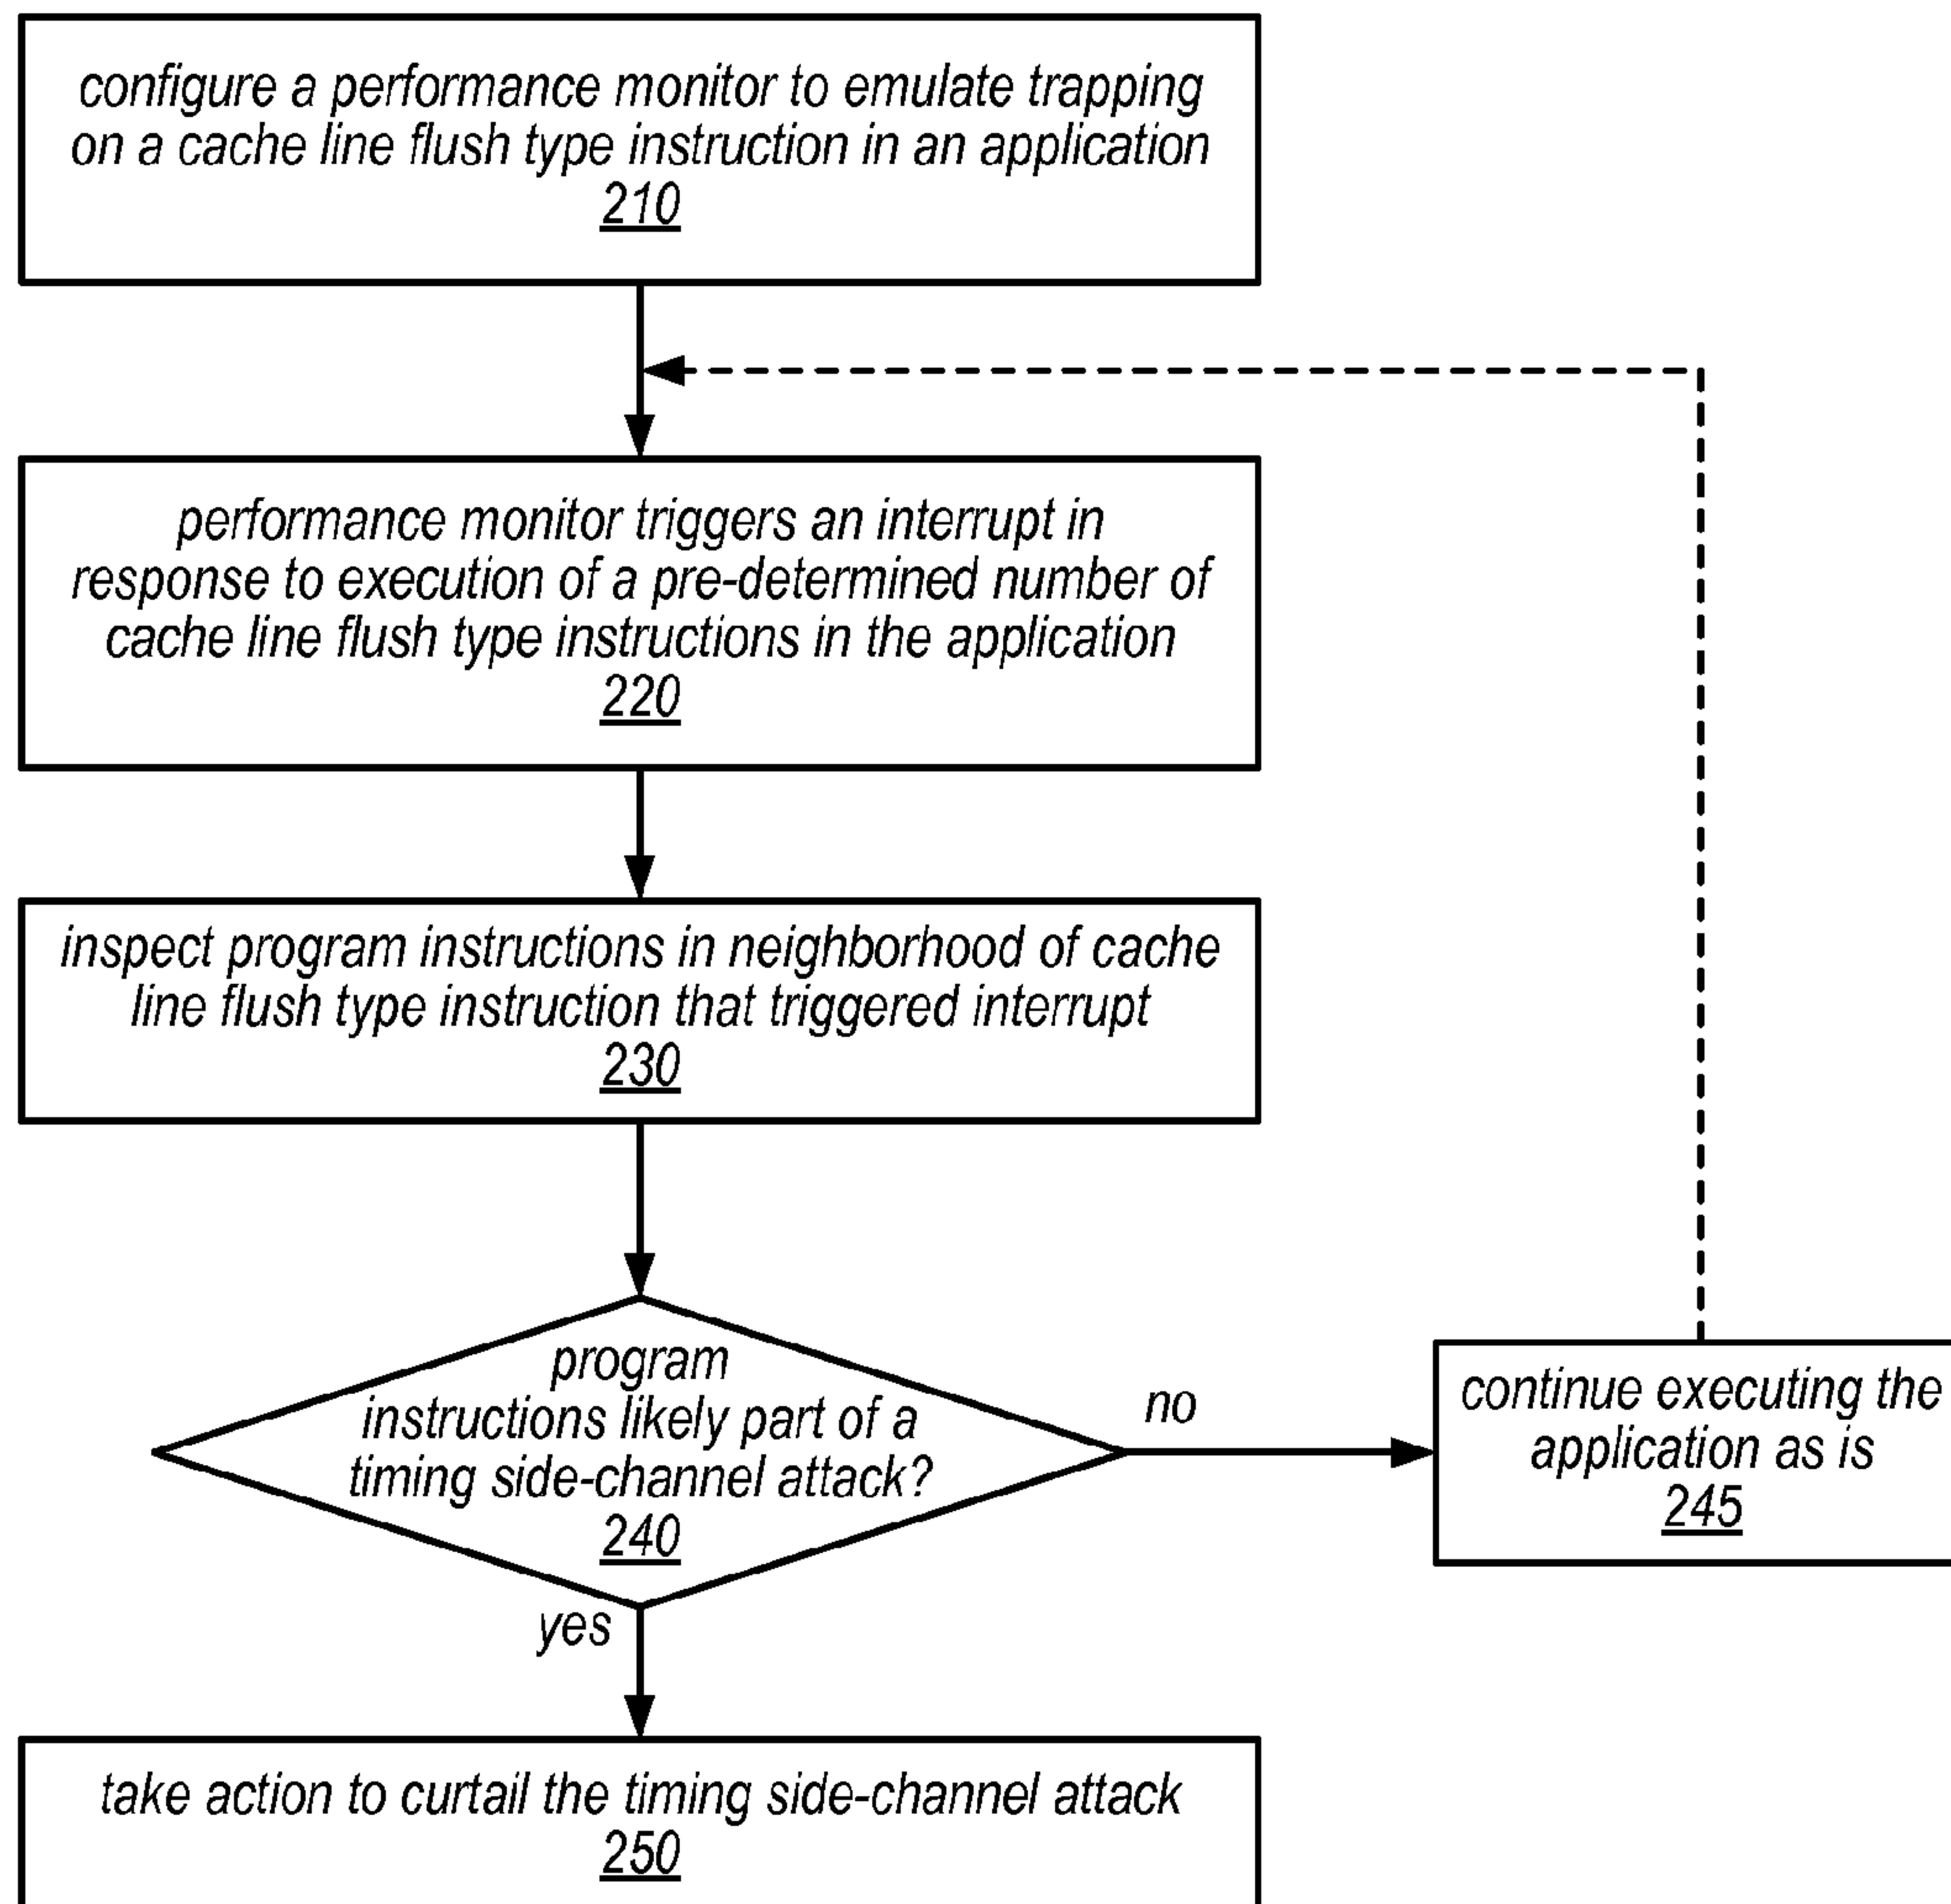 configure a performance monitor to emulate trapping
on a cache line flush type instruction in an application
210
performance monitor triggers an interrupt in
response to execution of a pre-determined number of
cache line flush type instructions in the application
220
inspect program instructions in neighborhood of cache
line flush type instruction that triggered interrupt
230
program
instructions likely part of a
timing side-channel attack?
240
no
continue executing the
application as is
245
yes
take action to curtail the timing side-channel attack
250